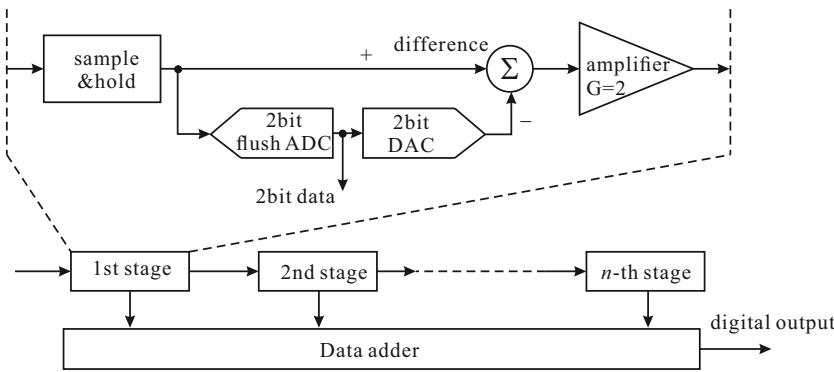 sample
&hold
+
difference
Σ
amplifier
G=2
2bit
flush ADC
2bit
DAC
−
2bit data
1st stage
2nd stage
n-th stage
digital output
Data adder